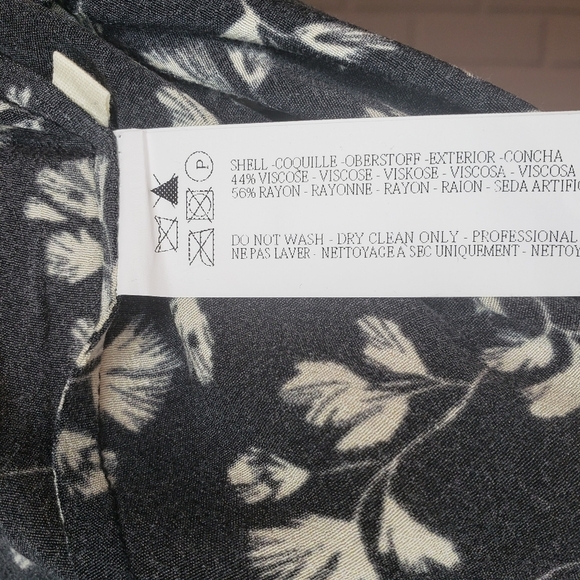 P
SHELL -COQUILLE -OBERSTOFF -EXTERIOR -CONCHA
44% VISCOSE - VISCOSE - VISKOSE - VISCOSA - VISCOSA
56% RAYON - RAYONNE - RAYON - RAION - SEDA ARTIFIC
DO NOT WASH - DRY CLEAN ONLY - PROFESSIONAL
NE PAS LAVER - NETTOYAGE A SEC UNIQUEMENT - NETTOY